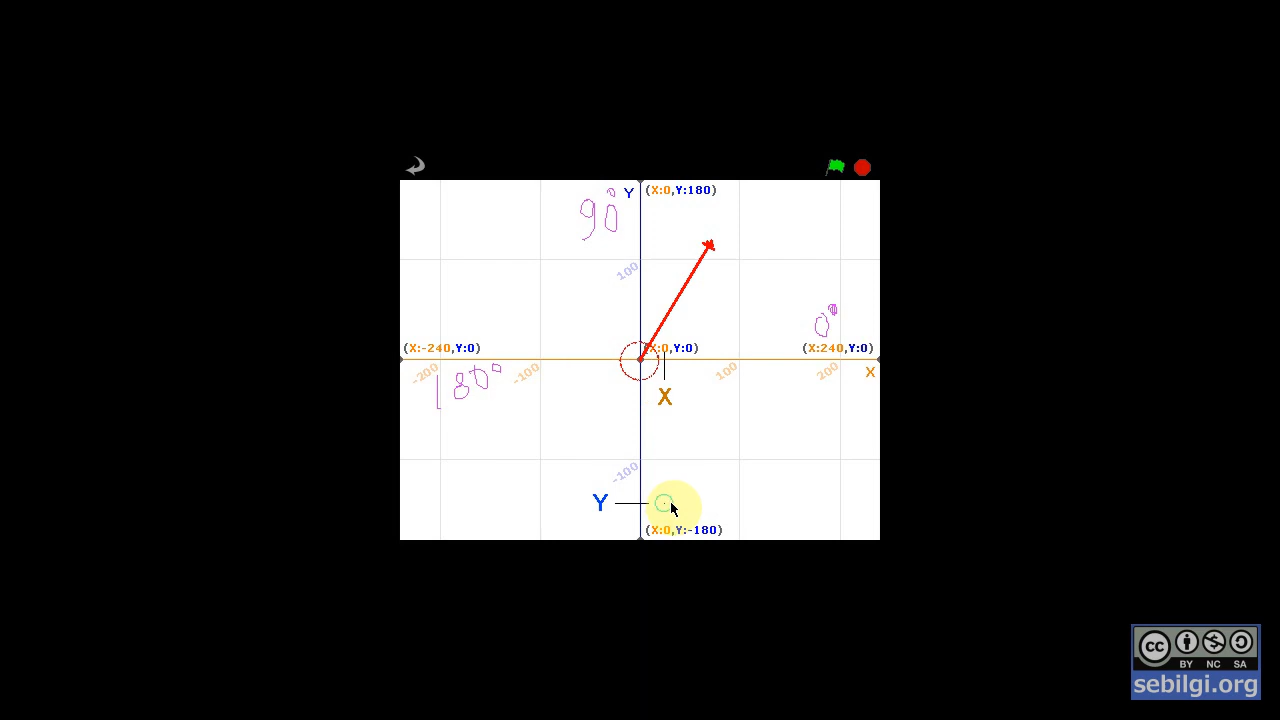 90°
Y (X:0,Y:180)
100
0°
(X:-240,Y:0) (X:0,Y:0) (X:240,Y:0)
-200 -100 100 200 X
180°
X
-100
Y
(X:0,Y:-180)
cc
BY NC SA
sebilgi.org